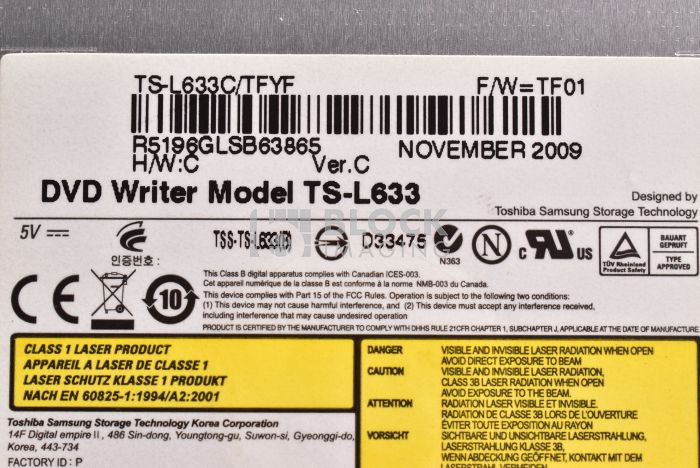 TS-L633C/TFYF F/W=TF01
R5196GLSB63865 NOVEMBER 2009
H/W:C Ver.C
DVD Writer Model TS-L633
Designed by
Toshiba Samsung Storage Technology
5V TSS-TS-L633(B) D33475 N363 N c RU us TÜV Rheinland Product Safety BAUART GEPRÜFT TYPE APPROVED
인증번호 :
BLOCK IMAGING
CE 10
This Class B digital apparatus complies with Canadian ICES-003.
Cet appareil numérique de la classe B est conforme à la norme NMB-003 du Canada.
This device complies with Part 15 of the FCC Rules. Operation is subject to the following two conditions:
(1) This device may not cause harmful interference, and (2) This device must accept any interference received,
including interference that may cause undesired operation
PRODUCT IS CERTIFIED BY THE MANUFACTURER TO COMPLY WITH DHHS RULE 21CFR CHAPTER 1, SUBCHAPTER J, APPLICABLE AT THE DATE OF MANUFACTURE.
CLASS 1 LASER PRODUCT
APPAREIL A LASER DE CLASSE 1
LASER SCHUTZ KLASSE 1 PRODUKT
NACH EN 60825-1:1994/A2:2001
DANGER VISIBLE AND INVISIBLE LASER RADIATION WHEN OPEN
AVOID DIRECT EXPOSURE TO BEAM
CAUTION VISIBLE AND INVISIBLE LASER RADIATION,
CLASS 3B LASER RADIATION WHEN OPEN
AVOID EXPOSURE TO THE BEAM.
ATTENTION RADIATION LASER VISIBLE ET INVISIBLE,
RADIATION DE CLASSE 3B LORS DE L'OUVERTURE
ÉVITER TOUTE EXPOSITION AU RAYON
VORSICHT SICHTBARE UND UNSICHTBARE LASERSTRAHLUNG,
LASERSTRAHLUNG KLASSE 3B,
WENN ABDECKUNG GEÖFFNET, KONTAKT MIT DEM
LASERSTRAHL VERMEIDEN
Toshiba Samsung Storage Technology Korea Corporation
14F Digital empire II, 486 Sin-dong, Youngtong-gu, Suwon-si, Gyeonggi-do,
Korea, 443-734
FACTORY ID : P